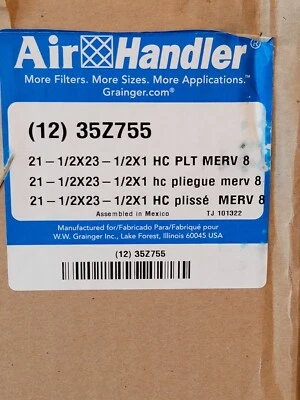 Air Handler®
More Filters. More Sizes. More Applications.™
Grainger.com®
(12) 35Z755
21-1/2X23-1/2X1 HC PLT MERV 8
21-1/2X23-1/2X1 hc pliegue merv 8
21-1/2X23-1/2X1 HC plissé MERV 8
Assembled in Mexico TJ 101322
Manufactured for/Fabricado Para/Fabriqué pour
W.W. Grainger Inc., Lake Forest, Illinois 60045 USA
(12) 35Z755